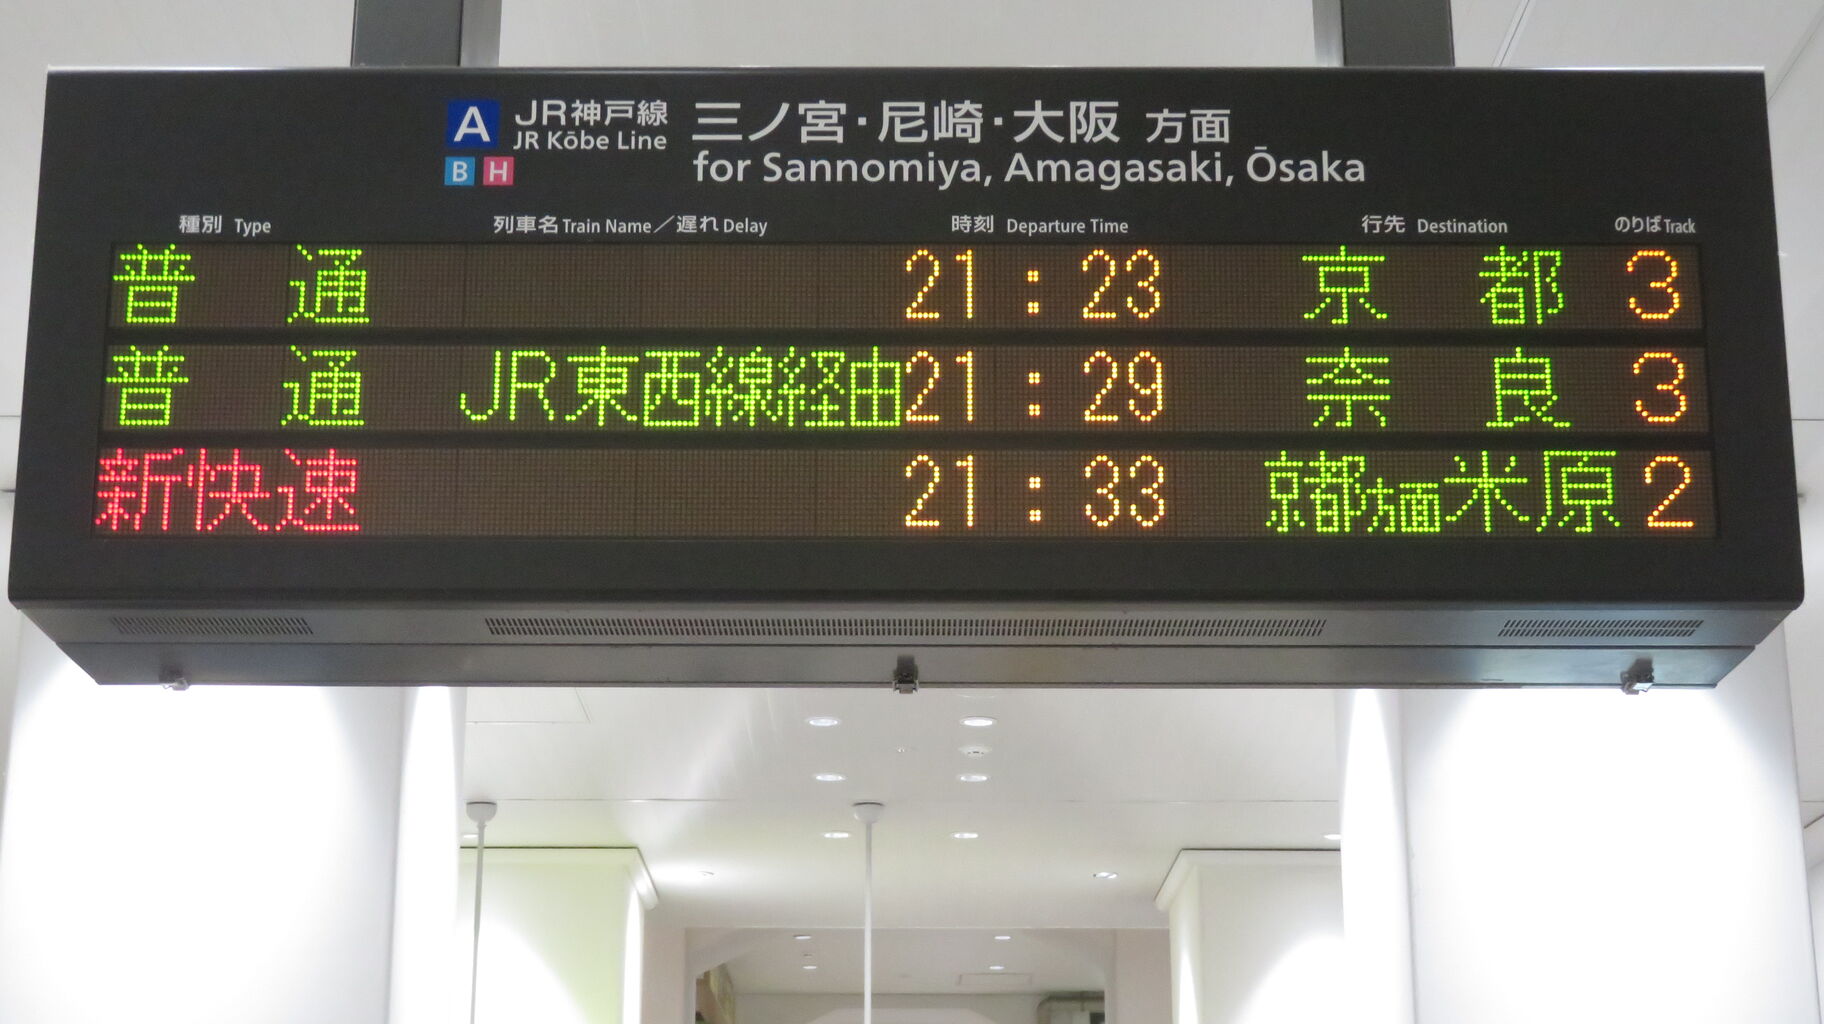 A JR神戸線 三ノ宮・尼崎・大阪 方面
JR Kōbe Line
B H for Sannomiya, Amagasaki, Ōsaka
種別 Type 列車名 Train Name／遅れ Delay 時刻 Departure Time 行先 Destination のりば Track
普通 21:23 京都 3
普通 JR東西線経由 21:29 奈良 3
新快速 21:33 京都方面米原 2